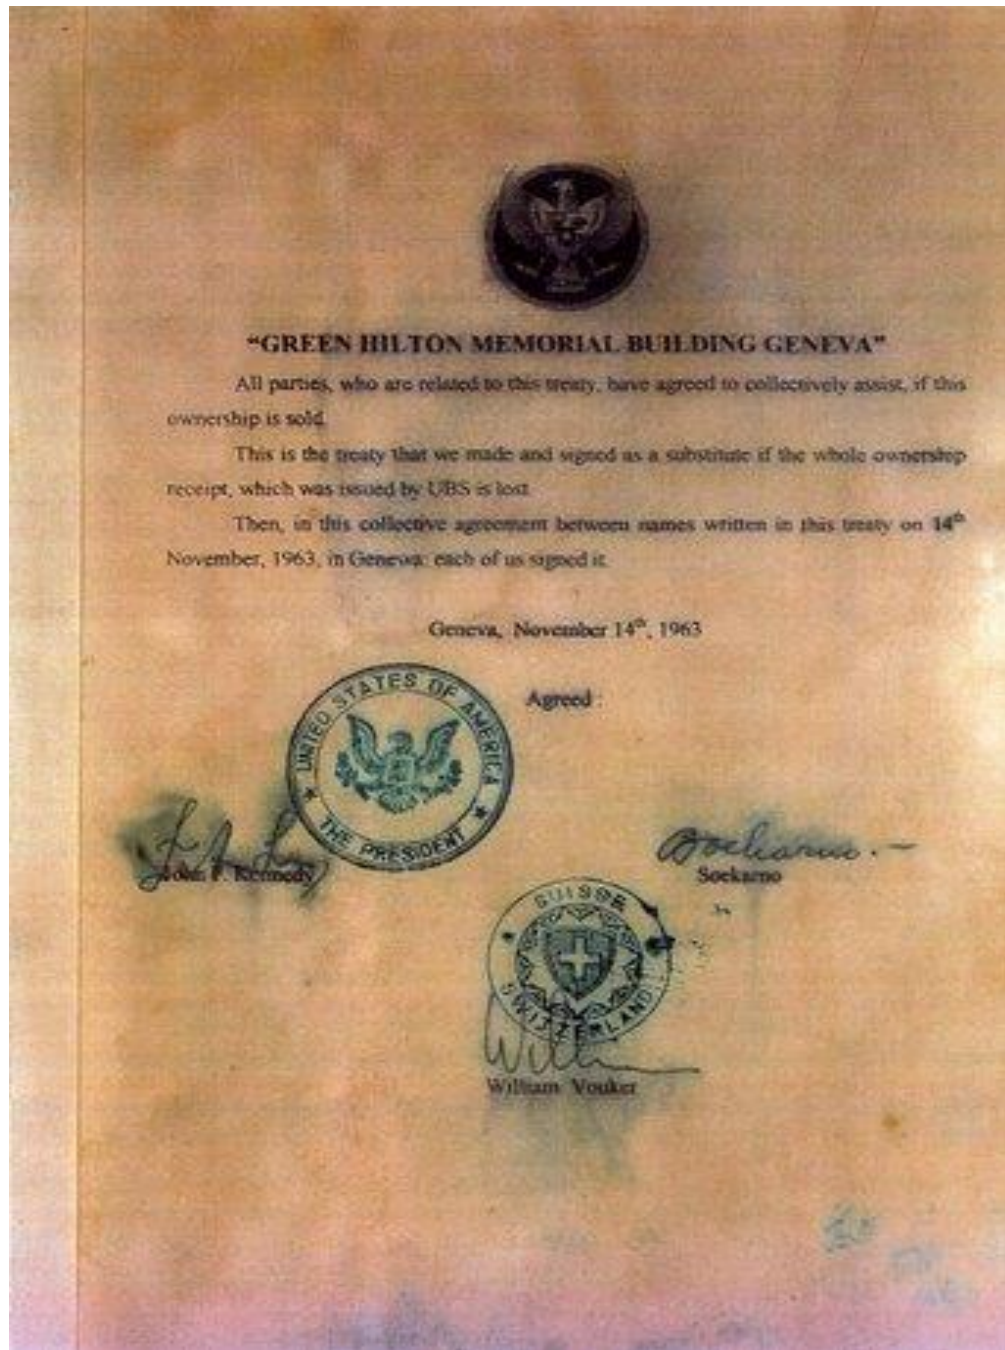 “GREEN HILTON MEMORIAL BUILDING GENEVA”
All parties, who are related to this treaty, have agreed to collectively assist, if this
ownership is sold.
This is the treaty that we made and signed as a substitute if the whole ownership
receipt, which was issued by UBS is lost.
Then, in this collective agreement between names written in this treaty on 14th
November, 1963, in Geneva: each of us signed it.
Geneva, November 14th, 1963
Agreed :
UNITED STATES OF AMERICA
THE PRESIDENT
John F. Kennedy
Soekarno.-
Soekarno
SUISSE
SWITZERLAND
William Vouker